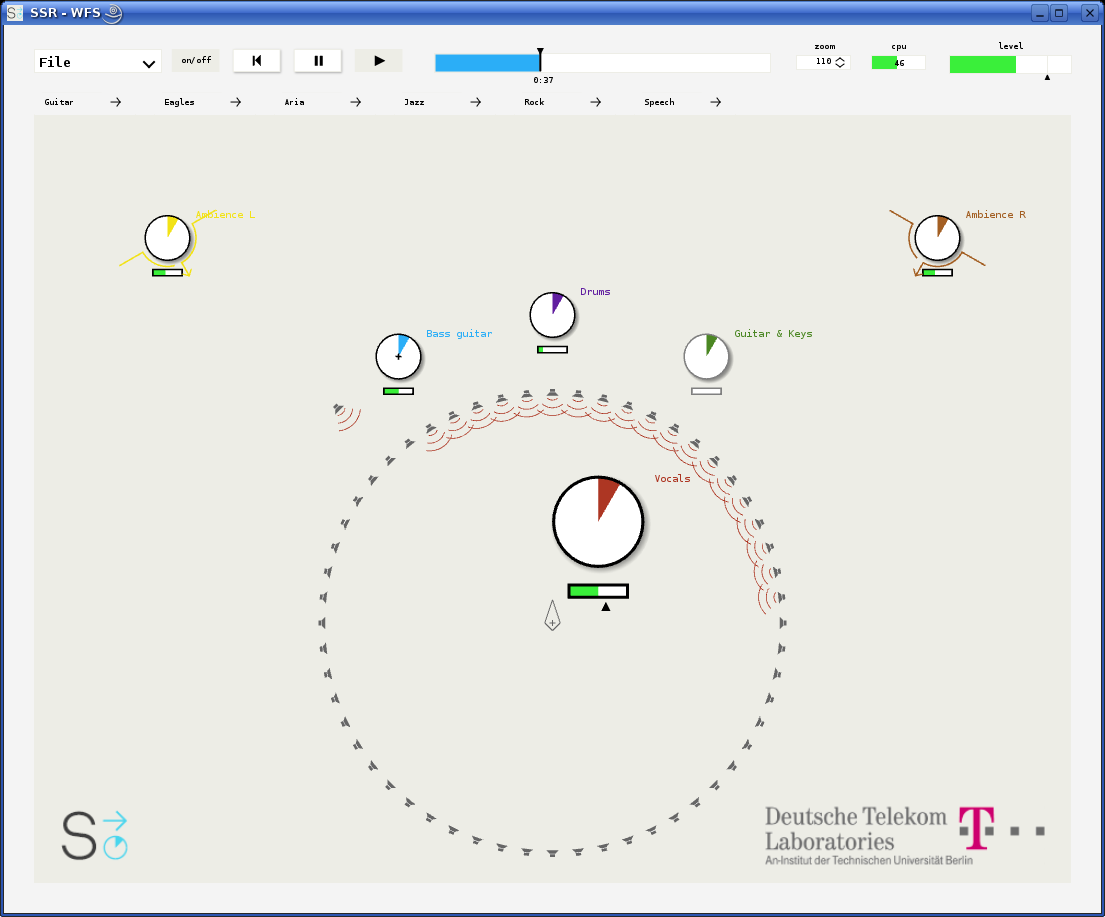 SSR - WFS
File
on/off
0:37
zoom
110
cpu
46
level
Guitar
Eagles
Aria
Jazz
Rock
Speech
Ambience L
Ambience R
Drums
Bass guitar
Guitar & Keys
Vocals
S
Deutsche Telekom
Laboratories
An-Institut der Technischen Universität Berlin
T